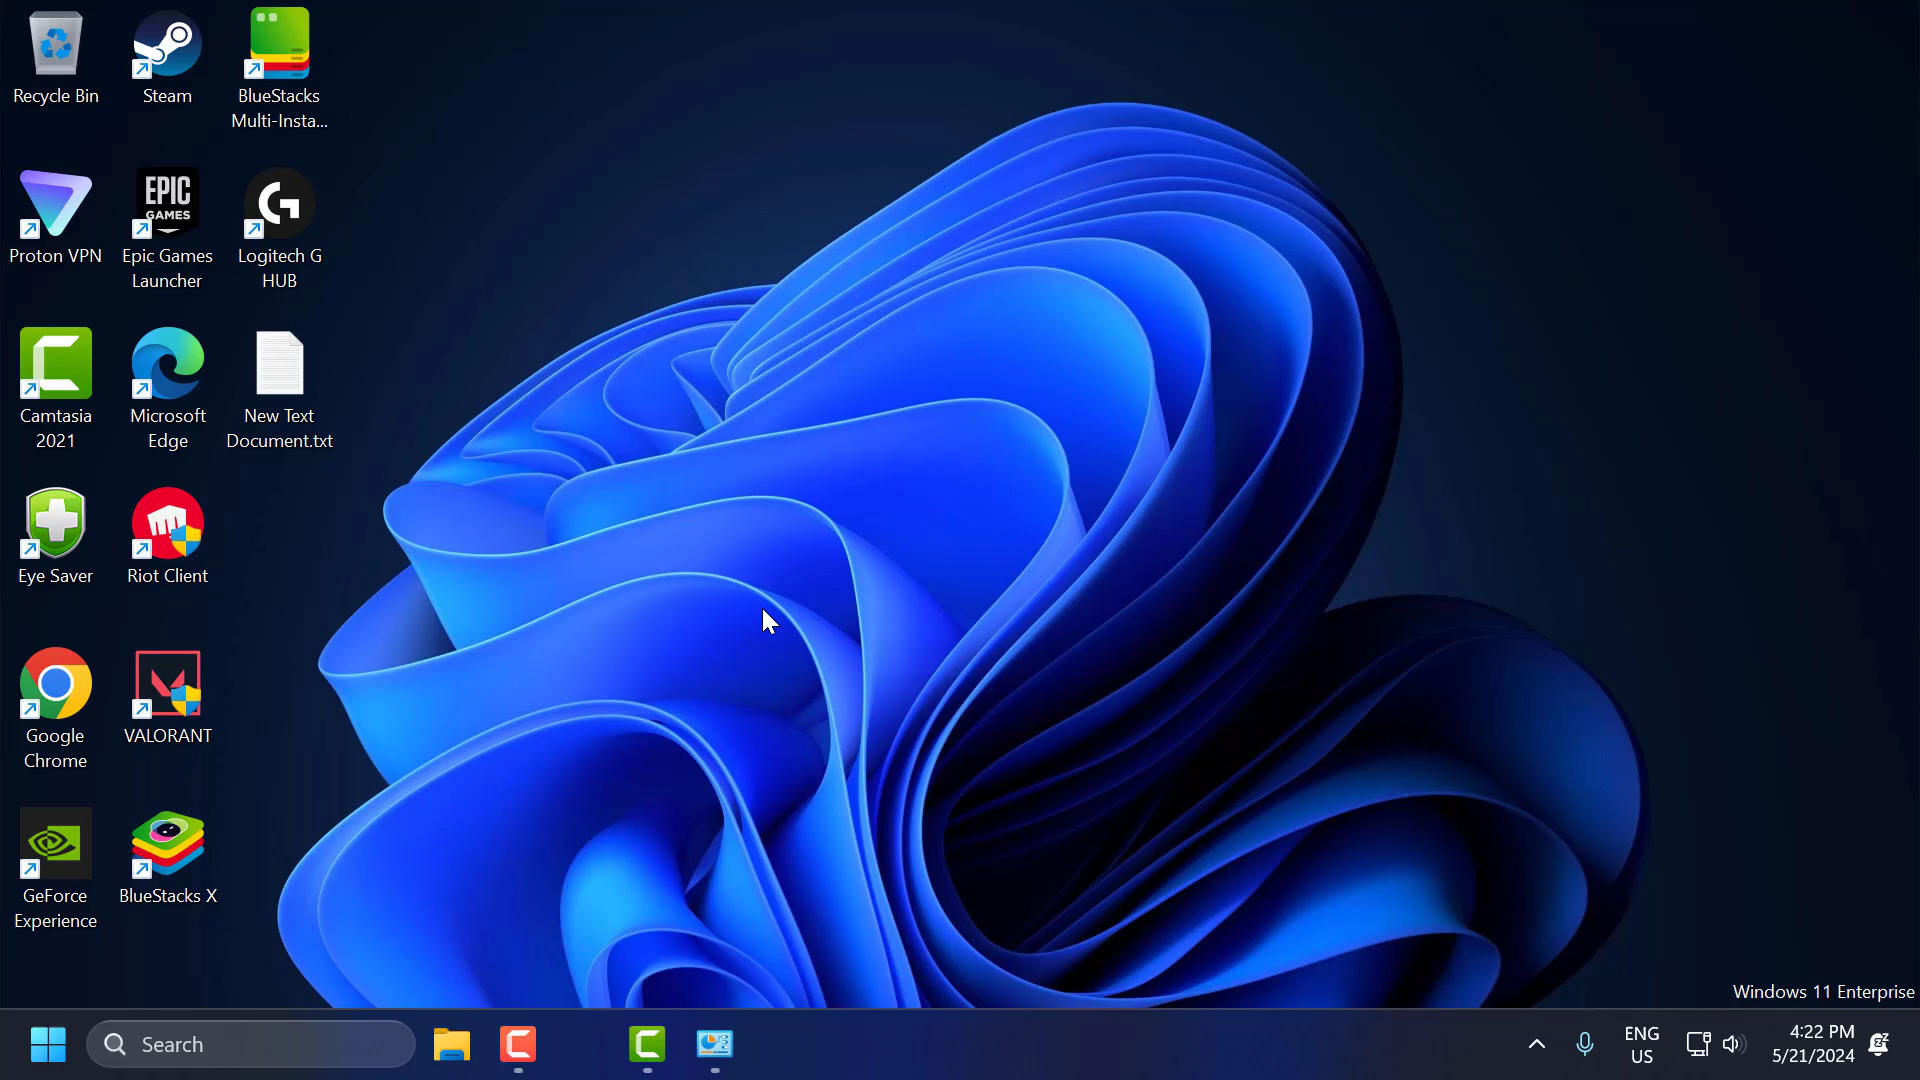 Recycle Bin
Steam
BlueStacks
Multi-Insta...
Proton VPN
EPIC
GAMES
Epic Games
Launcher
Logitech G
HUB
Camtasia
2021
Microsoft
Edge
New Text
Document.txt
Eye Saver
Riot Client
Google
Chrome
VALORANT
GeForce
Experience
BlueStacks X
Windows 11 Enterprise
Search
ENG
US
4:22 PM
5/21/2024